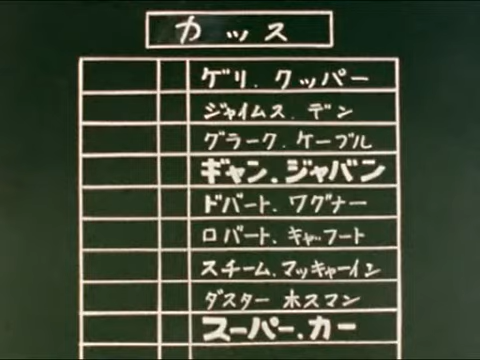 カッス
ゲリ.クッパー
ジャイムス.デン
グラーク.ケーブル
ギャン.ジャバン
ドバート.ワグナー
ロバート.キャッフート
スチーム.マッキャーイン
ダスター ホスマン
スーパー.カー